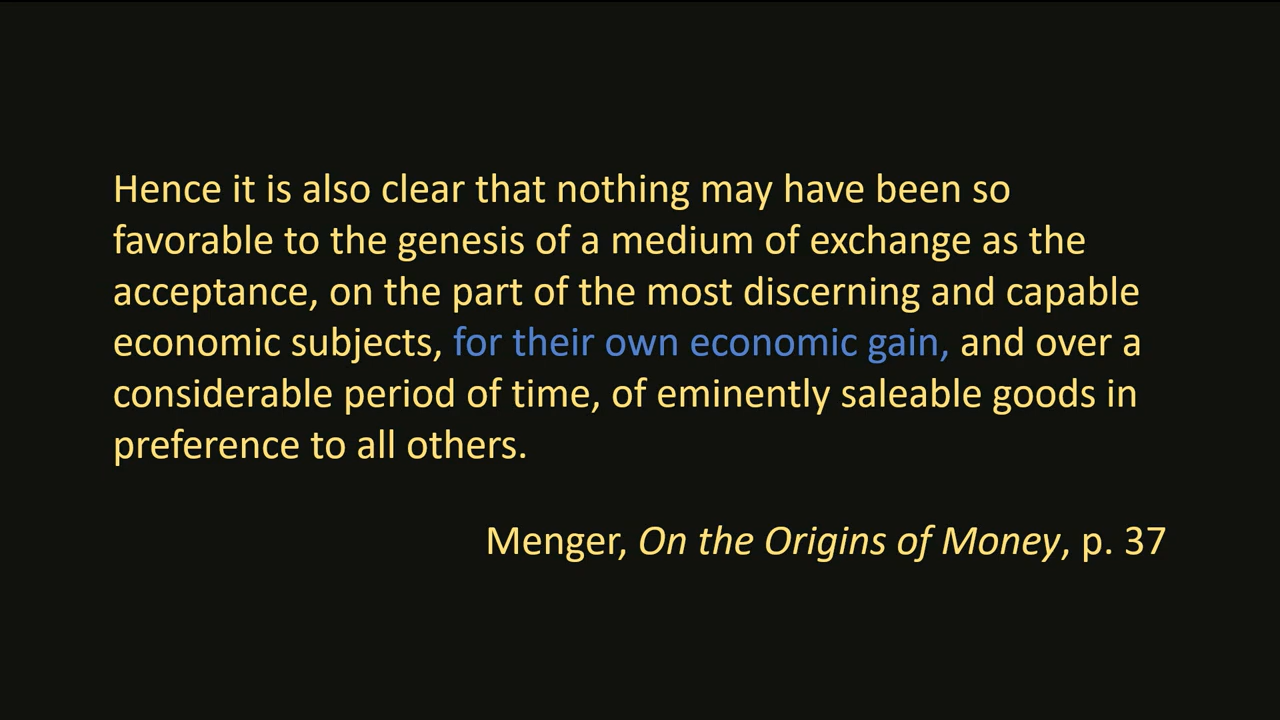 Hence it is also clear that nothing may have been so
favorable to the genesis of a medium of exchange as the
acceptance, on the part of the most discerning and capable
economic subjects, for their own economic gain, and over a
considerable period of time, of eminently saleable goods in
preference to all others.
Menger, On the Origins of Money, p. 37